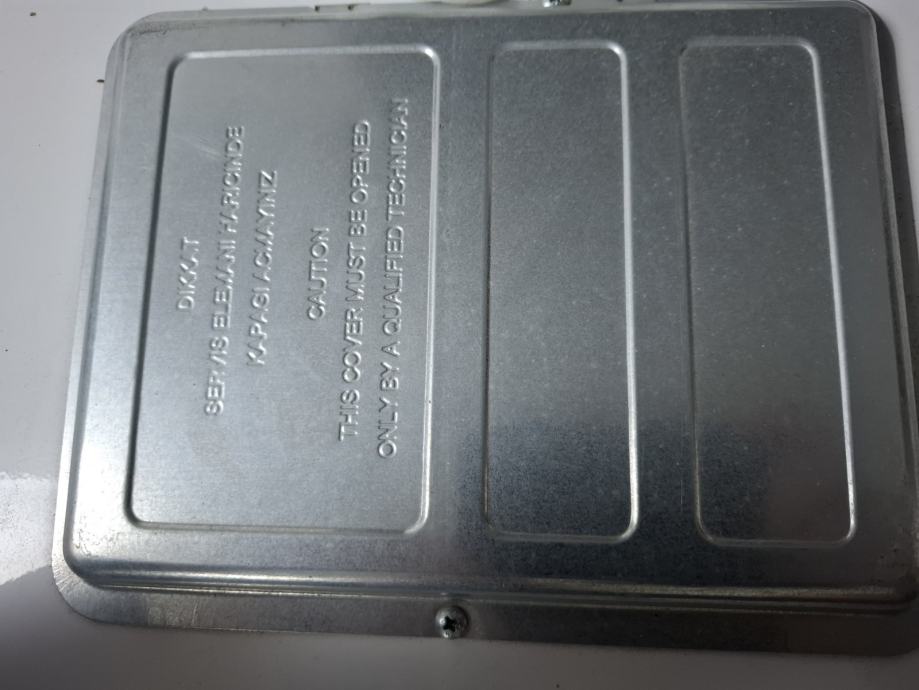 DIKKAT
SERVIS ELEMANI HARICINDE
KAPAGI ACMAYINIZ
CAUTION
THIS COVER MUST BE OPENED
ONLY BY A QUALIFIED TECHNICIAN